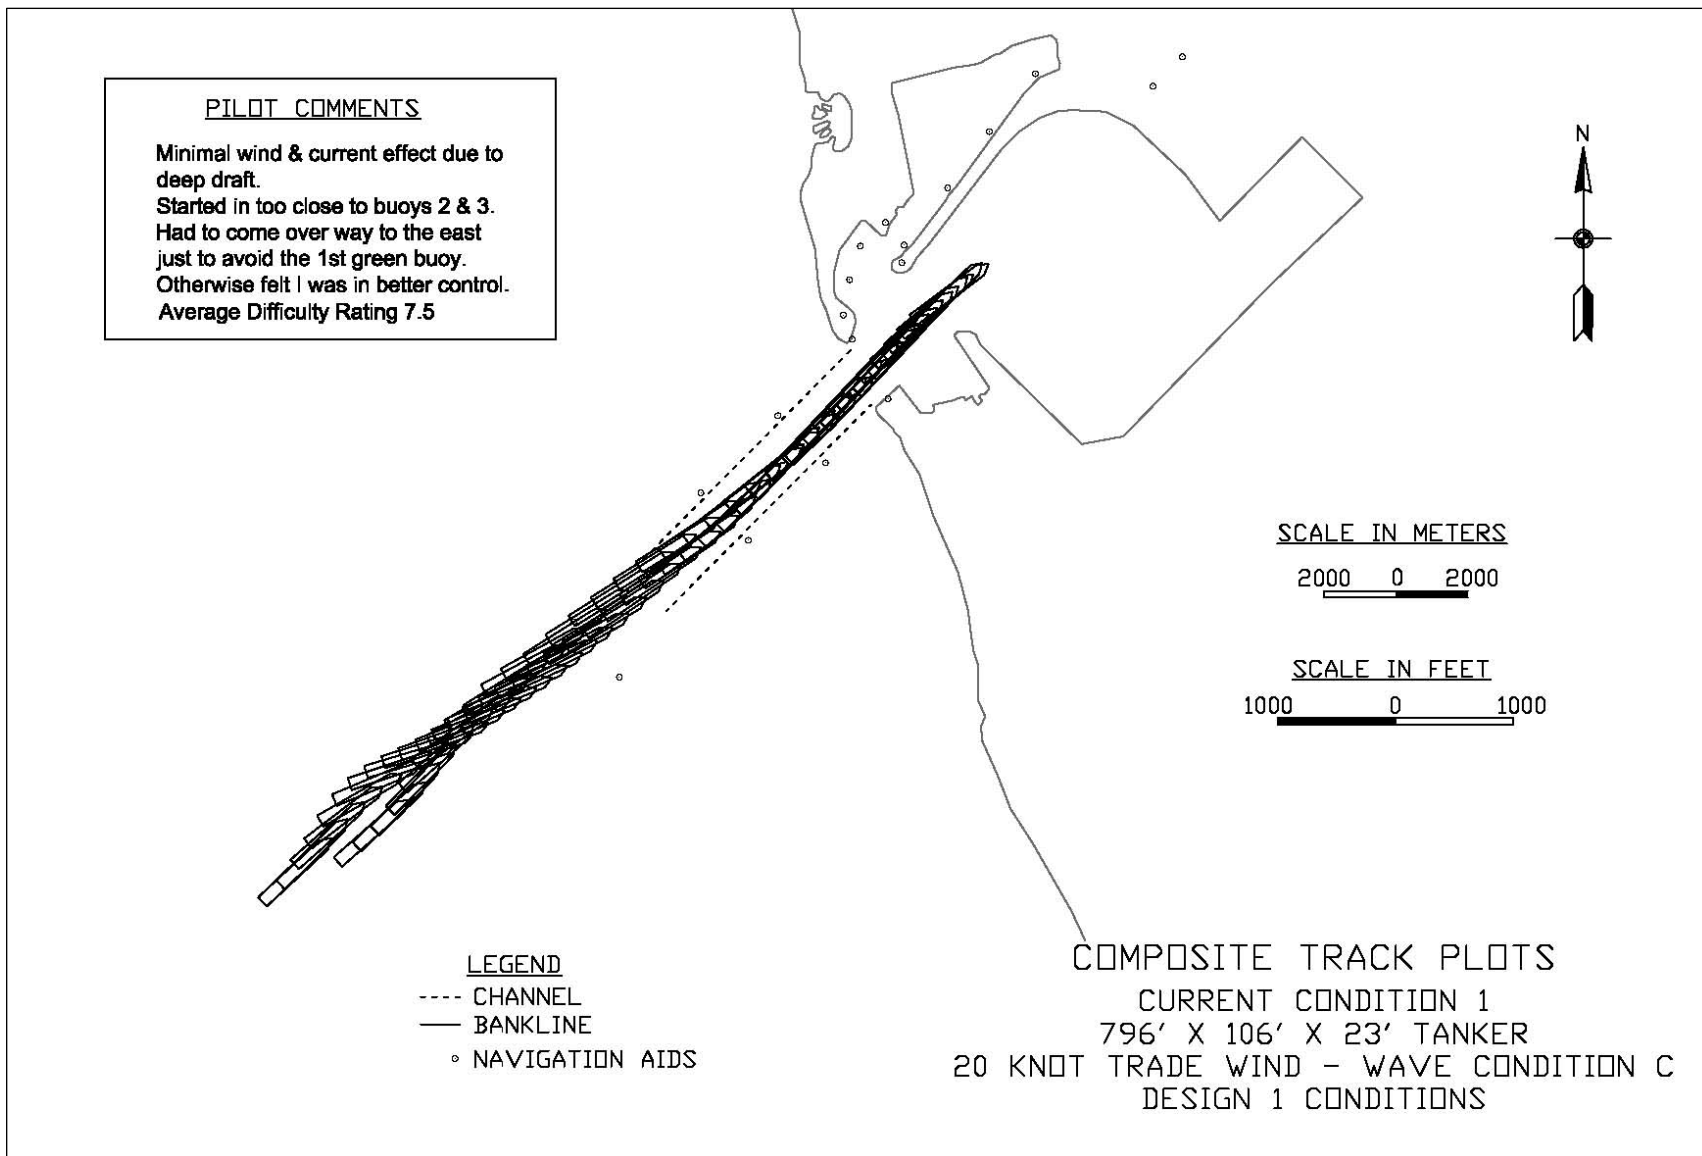 PILOT COMMENTS
Minimal wind & current effect due to
deep draft.
Started in too close to buoys 2 & 3.
Had to come over way to the east
just to avoid the 1st green buoy.
Otherwise felt I was in better control.
Average Difficulty Rating 7.5
N
SCALE IN METERS
2000 0 2000
SCALE IN FEET
1000 0 1000
LEGEND
CHANNEL
BANKLINE
NAVIGATION AIDS
COMPOSITE TRACK PLOTS
CURRENT CONDITION 1
796' X 106' X 23' TANKER
20 KNOT TRADE WIND - WAVE CONDITION C
DESIGN 1 CONDITIONS